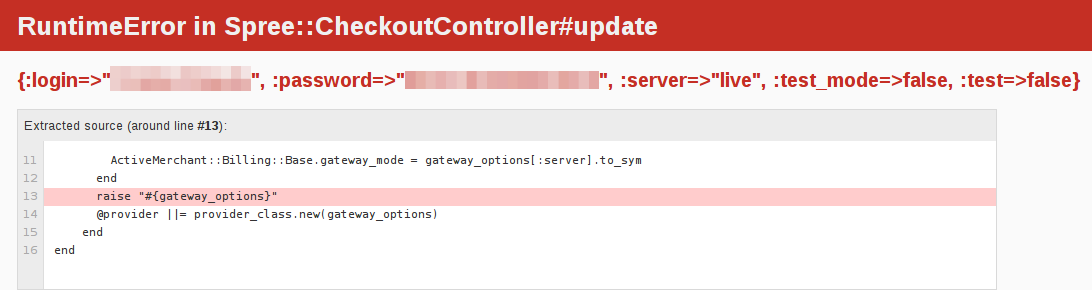 RuntimeError in Spree::CheckoutController#update
{:login=>"", :password=>"", :server=>"live", :test_mode=>false, :test=>false}
Extracted source (around line #13):
11 ActiveMerchant::Billing::Base.gateway_mode = gateway_options[:server].to_sym
12 end
13 raise "#{gateway_options}"
14 @provider ||= provider_class.new(gateway_options)
15 end
16 end